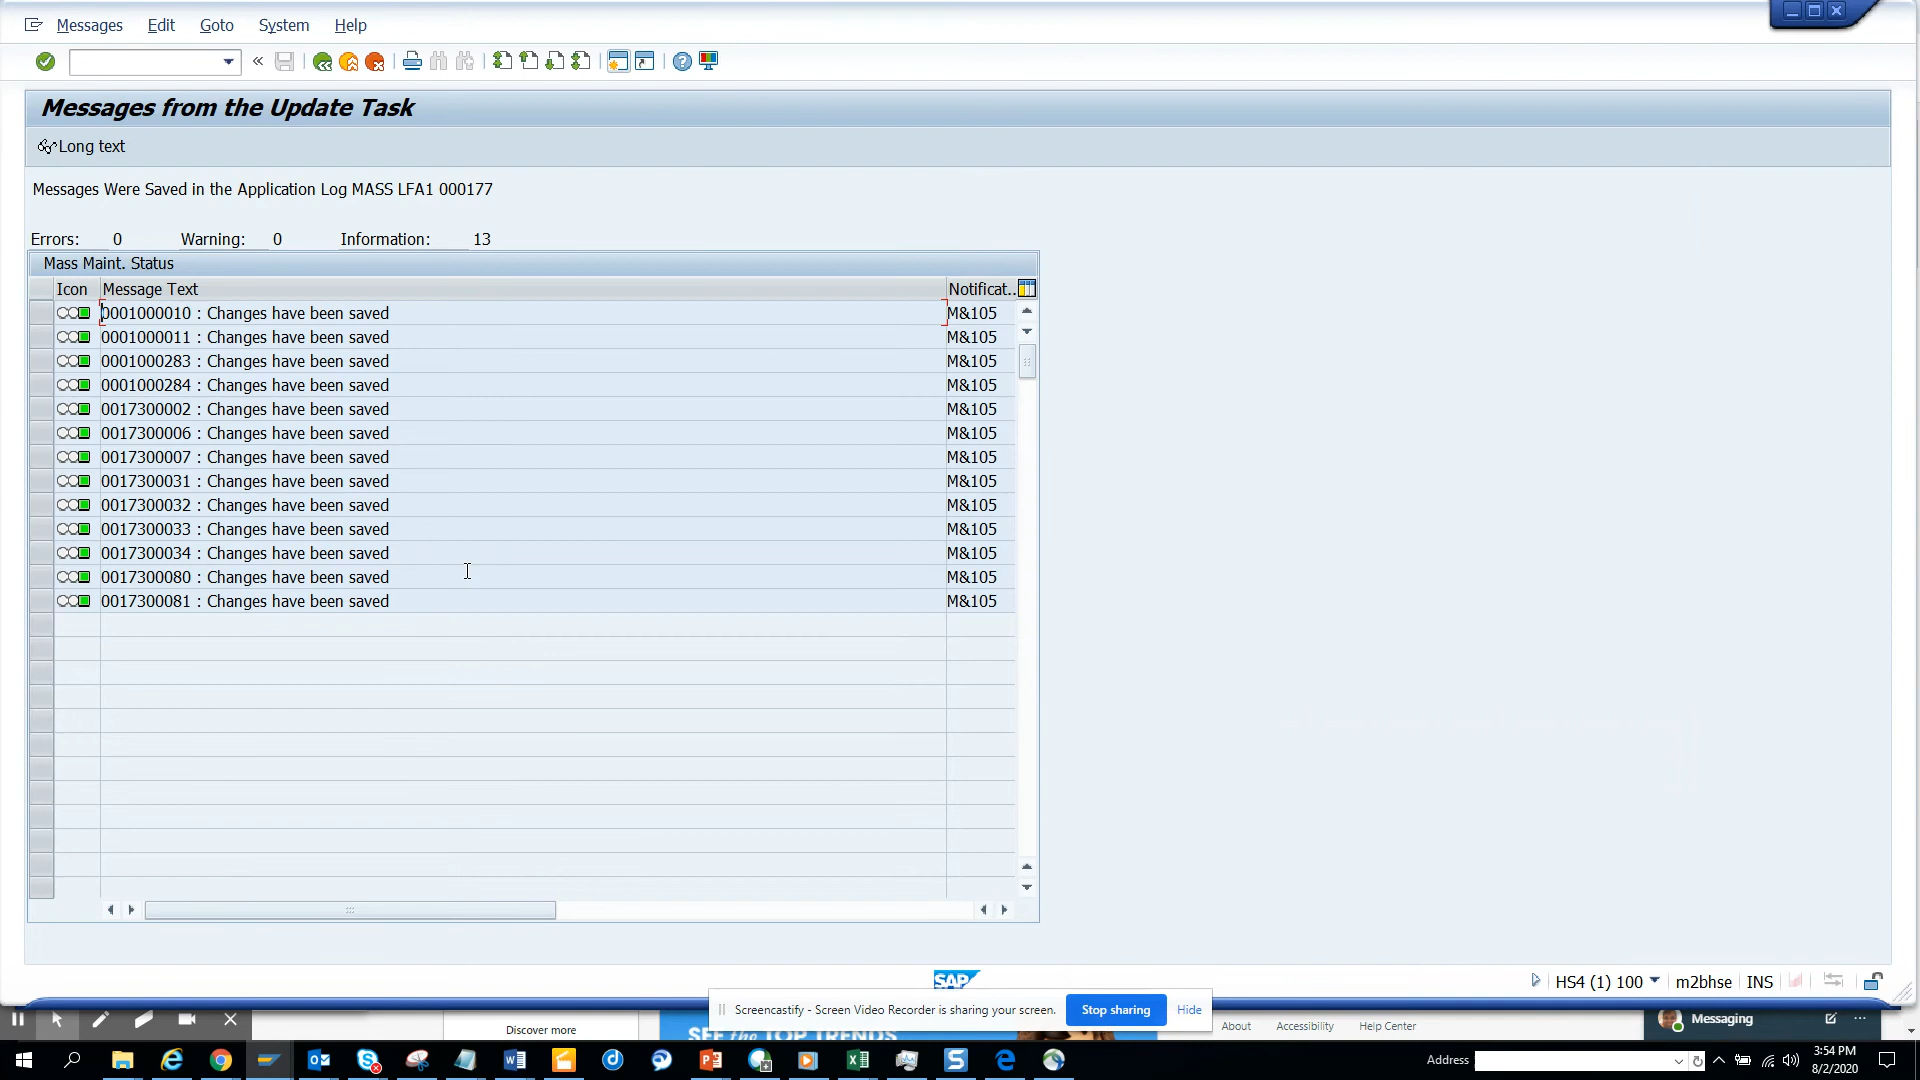 Messages Edit Goto System Help
Messages from the Update Task
Long text
Messages Were Saved in the Application Log MASS LFA1 000177
Errors: 0 Warning: 0 Information: 13
Mass Maint. Status
Icon Message Text Notificat..
0001000010 : Changes have been saved M&105
0001000011 : Changes have been saved M&105
0001000283 : Changes have been saved M&105
0001000284 : Changes have been saved M&105
0017300002 : Changes have been saved M&105
0017300006 : Changes have been saved M&105
0017300007 : Changes have been saved M&105
0017300031 : Changes have been saved M&105
0017300032 : Changes have been saved M&105
0017300033 : Changes have been saved M&105
0017300034 : Changes have been saved M&105
0017300080 : Changes have been saved M&105
0017300081 : Changes have been saved M&105
SAP
HS4 (1) 100 m2bhse INS
Screencastify - Screen Video Recorder is sharing your screen. Stop sharing Hide
Discover more
SEE the TOP TRENDS
About Accessibility Help Center
Messaging
Address
3:54 PM
8/2/2020